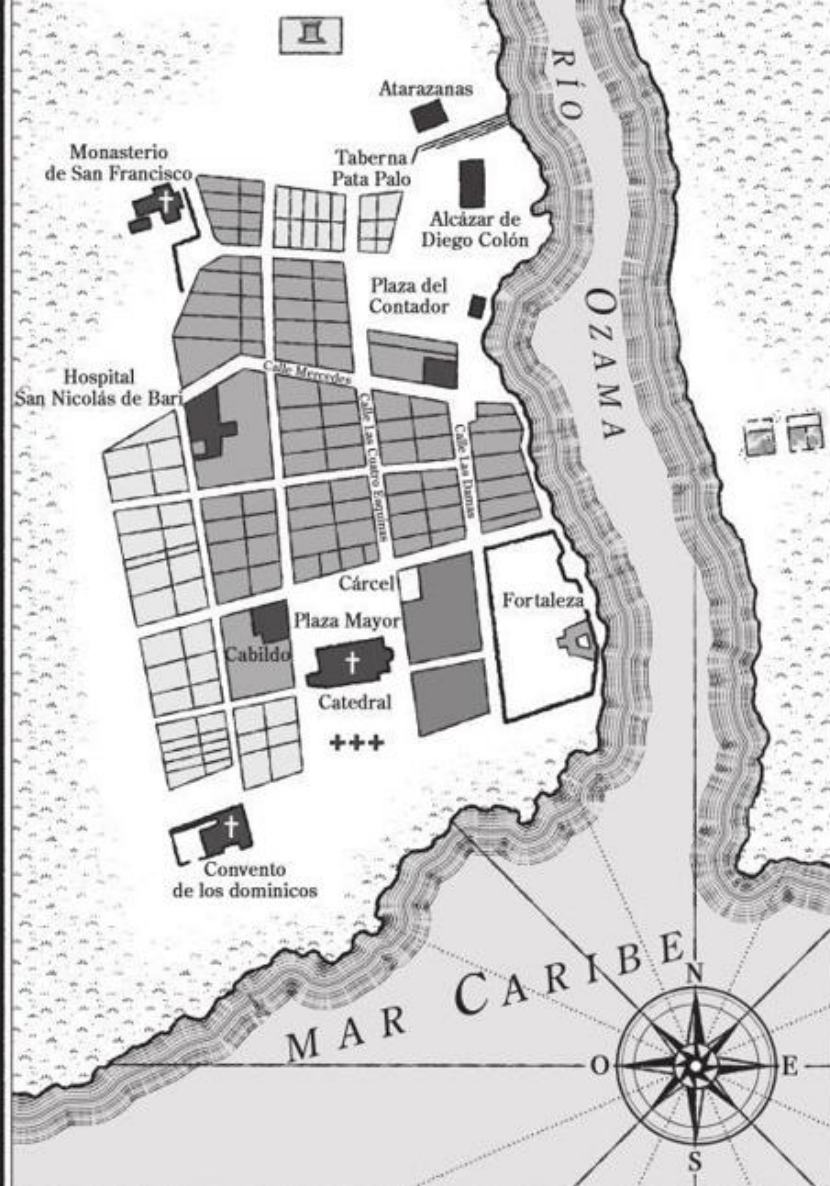 RÍO
OZAMA
Atarazanas
Monasterio
de San Francisco
Taberna
Pata Palo
Alcázar de
Diego Colón
Plaza del
Contador
Hospital
San Nicolás de Bari
Calle Mercedes
Calle Las Cuatro Esquinas
Calle Las Damas
Cárcel
Fortaleza
Plaza Mayor
Cabildo
Catedral
Convento
de los dominicos
MAR CARIBE
N
O
E
S